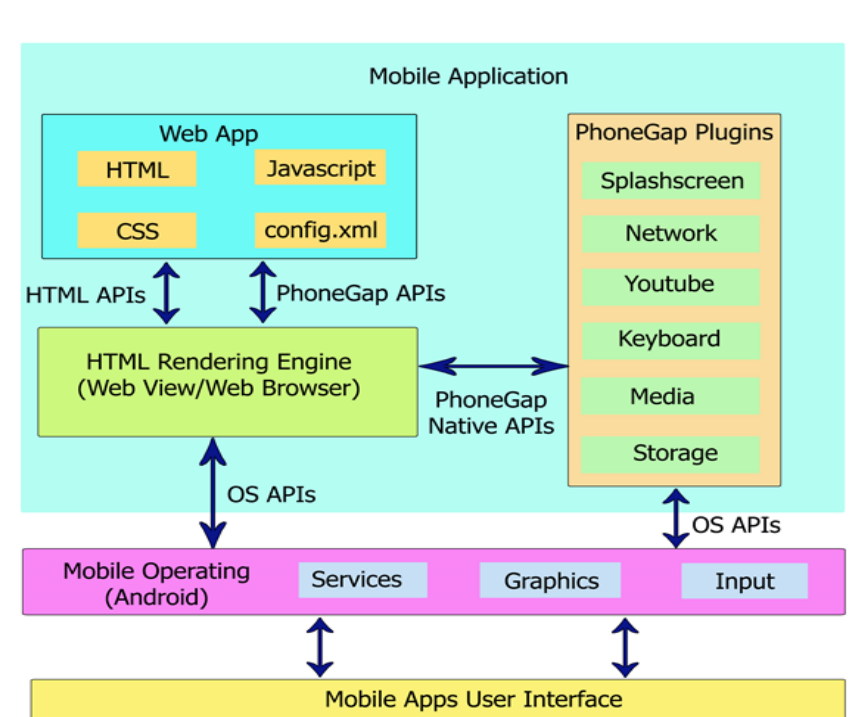 Mobile Application
Web App
HTML
Javascript
CSS
config.xml
PhoneGap Plugins
Splashscreen
Network
Youtube
Keyboard
Media
Storage
HTML APIs
PhoneGap APIs
HTML Rendering Engine
(Web View/Web Browser)
PhoneGap
Native APIs
OS APIs
OS APIs
Mobile Operating
(Android)
Services
Graphics
Input
Mobile Apps User Interface